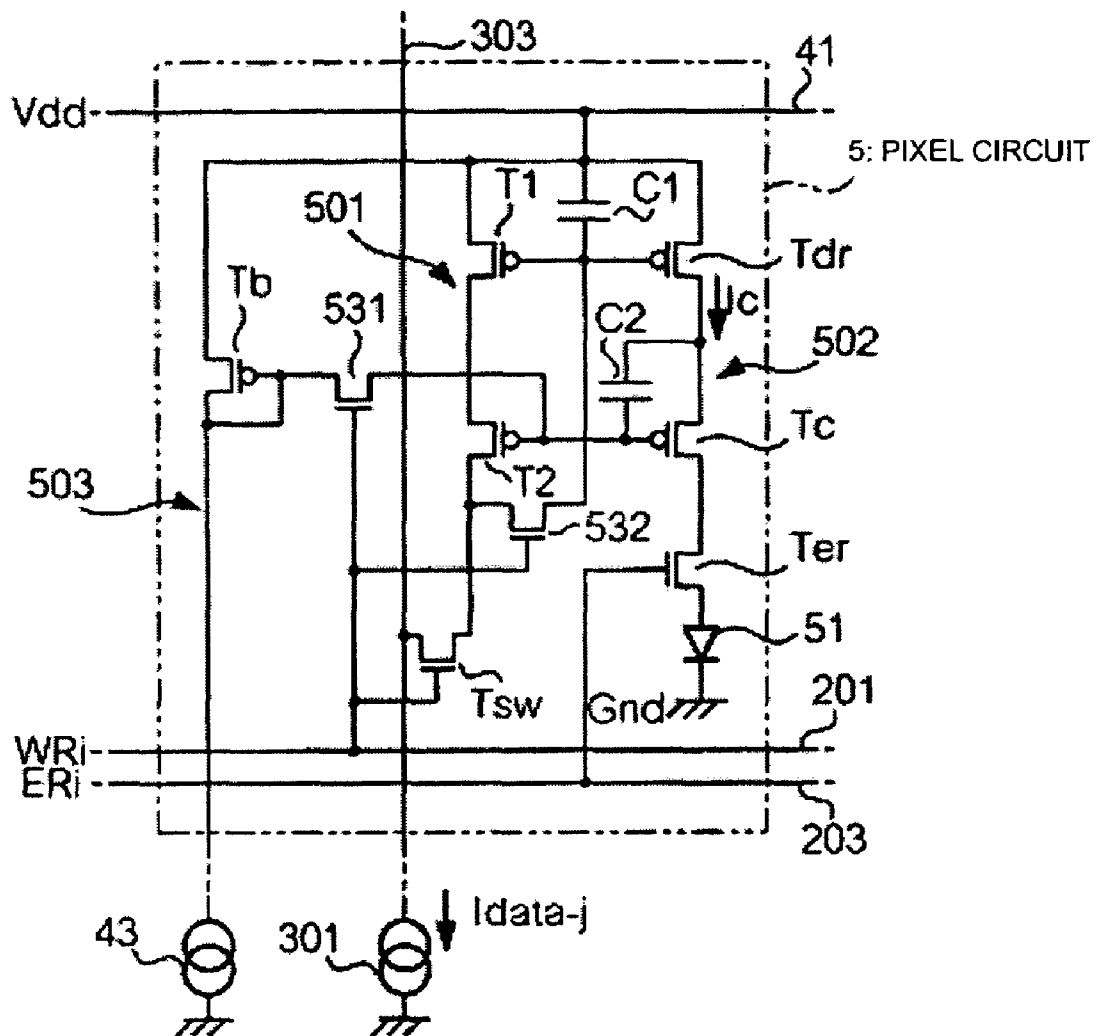 303
41
Vdd
5: PIXEL CIRCUIT
T1
C1
501
Tdr
Tb
531
Ic
C2
502
Tc
T2
503
532
Ter
51
Tsw
Gnd
201
WRi
ERi
203
Idata-j
43
301